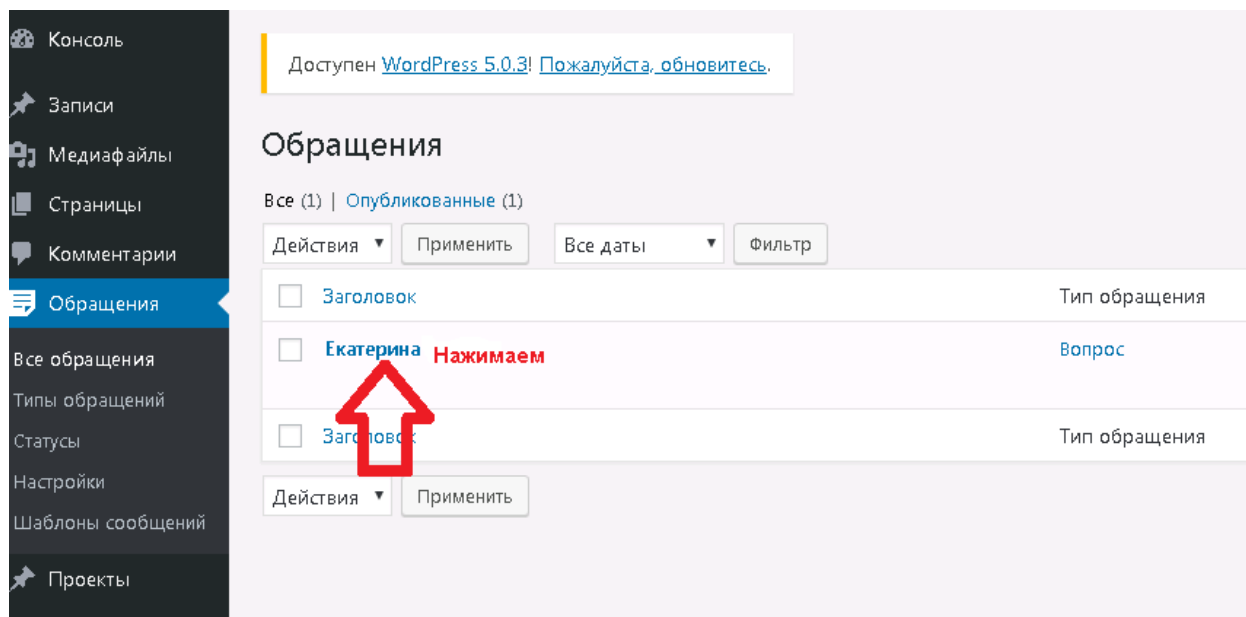 Консоль
Записи
Медиафайлы
Страницы
Комментарии
Обращения
Все обращения
Типы обращений
Статусы
Настройки
Шаблоны сообщений
Проекты
Доступен WordPress 5.0.3! Пожалуйста, обновитесь.
Обращения
Все (1) | Опубликованные (1)
Действия Применить Все даты Фильтр
Заголовок Тип обращения
Екатерина Нажимаем Вопрос
Заголовок Тип обращения
Действия Применить